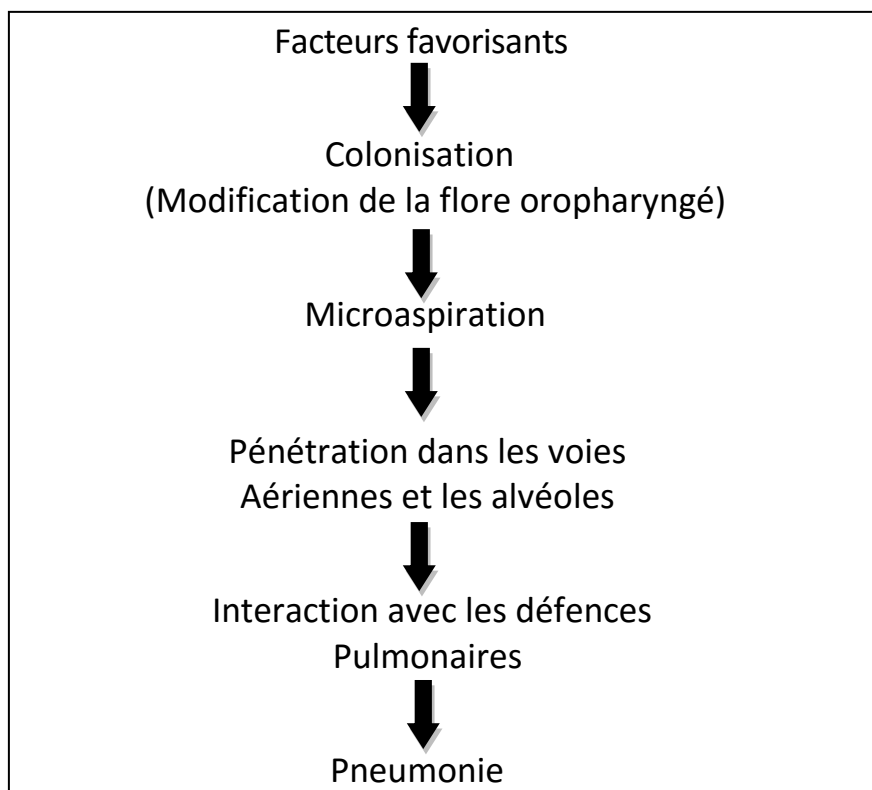 Facteurs favorisants
Colonisation
(Modification de la flore oropharyngé)
Microaspiration
Pénétration dans les voies
Aériennes et les alvéoles
Interaction avec les défences
Pulmonaires
Pneumonie